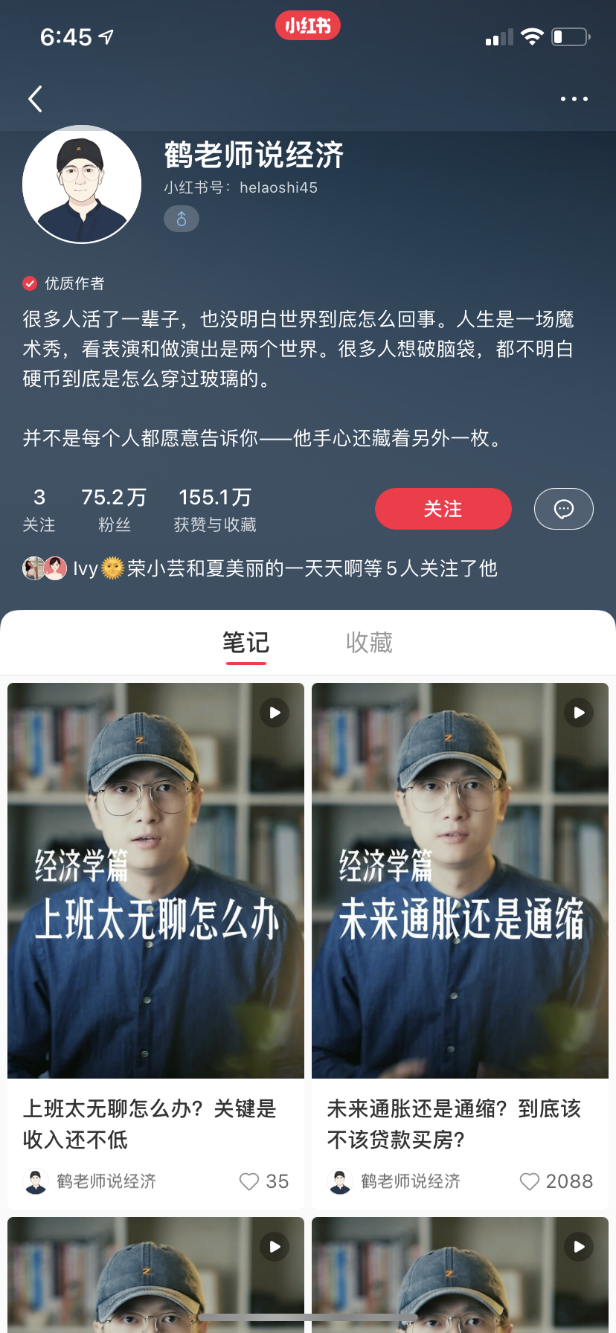 6:45
小红书
鹤老师说经济
小红书号：helaoshi45
优质作者
很多人活了一辈子，也没明白世界到底怎么回事。人生是一场魔
术秀，看表演和做演出是两个世界。很多人想破脑袋，都不明白
硬币到底是怎么穿过玻璃的。
并不是每个人都愿意告诉你——他手心还藏着另外一枚。
3 75.2万 155.1万
关注 粉丝 获赞与收藏
关注
Ivy🌞荣小芸和夏美丽的一天天啊等5人关注了他
笔记 收藏
经济学篇
上班太无聊怎么办
上班太无聊怎么办？关键是
收入还不低
鹤老师说经济 35
经济学篇
未来通胀还是通缩
未来通胀还是通缩？到底该
不该贷款买房？
鹤老师说经济 2088